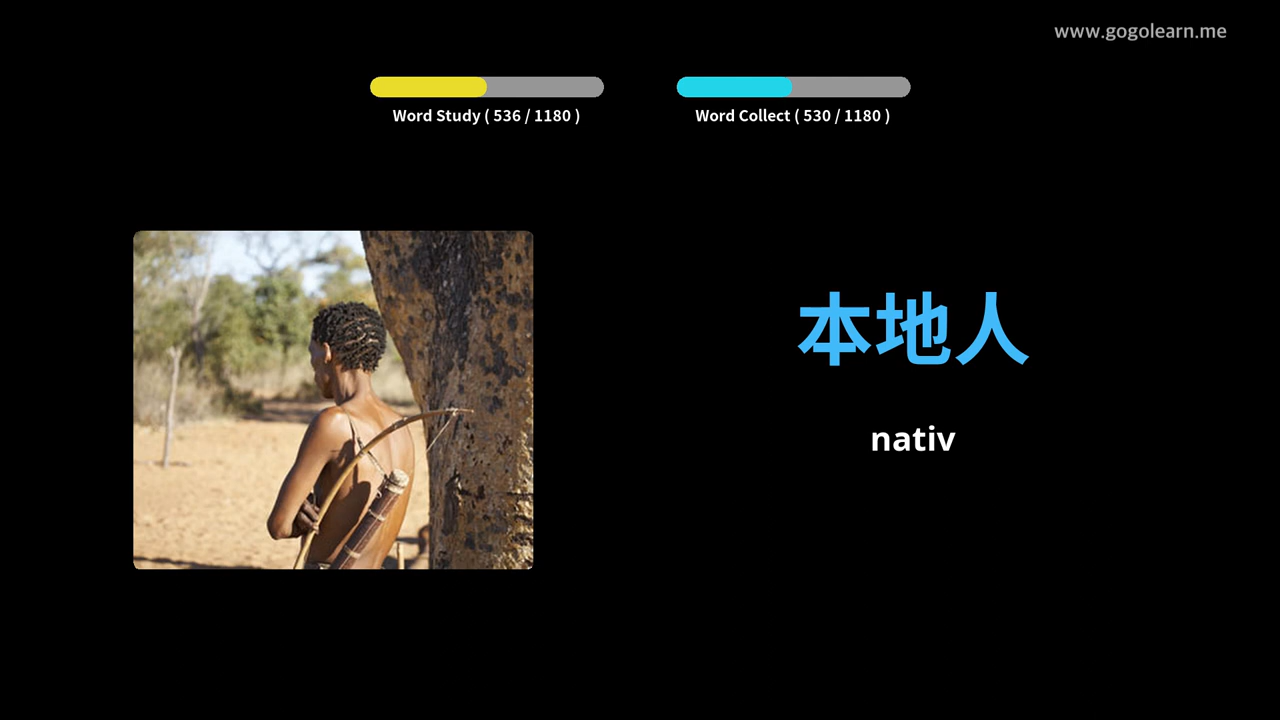 www.gogolearn.me
Word Study ( 536 / 1180 )
Word Collect ( 530 / 1180 )
本地人
nativ